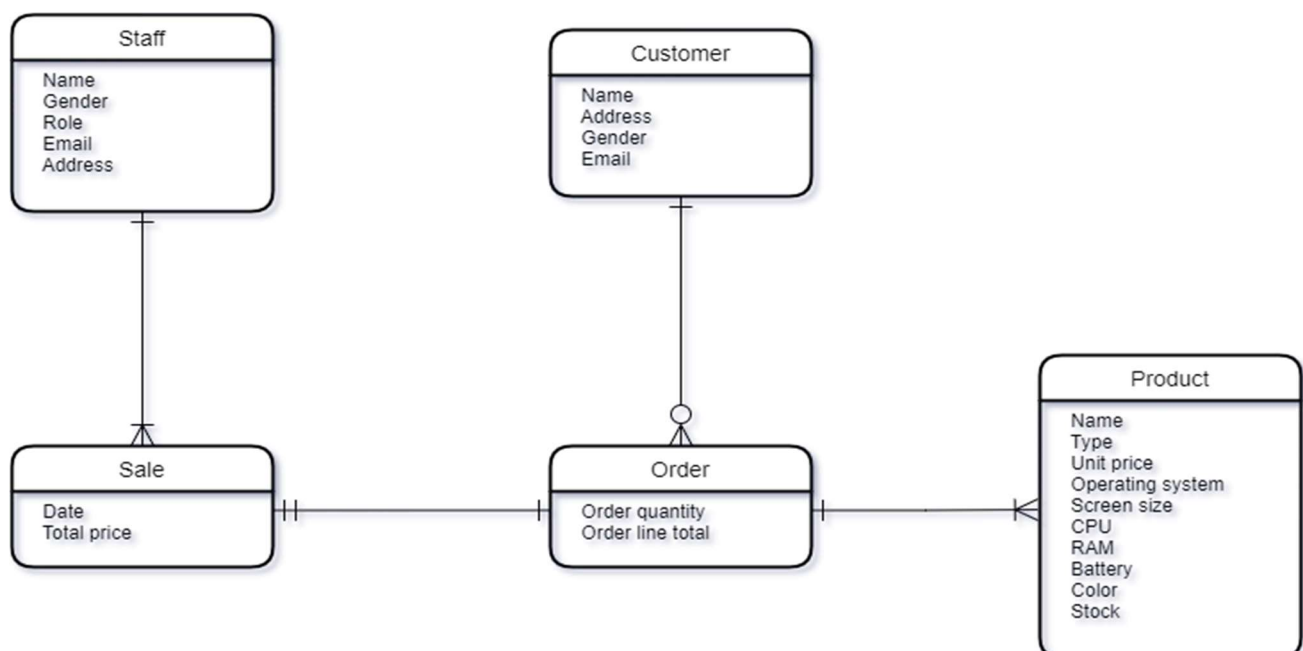 Staff
Name
Gender
Role
Email
Address
Customer
Name
Address
Gender
Email
Sale
Date
Total price
Order
Order quantity
Order line total
Product
Name
Type
Unit price
Operating system
Screen size
CPU
RAM
Battery
Color
Stock